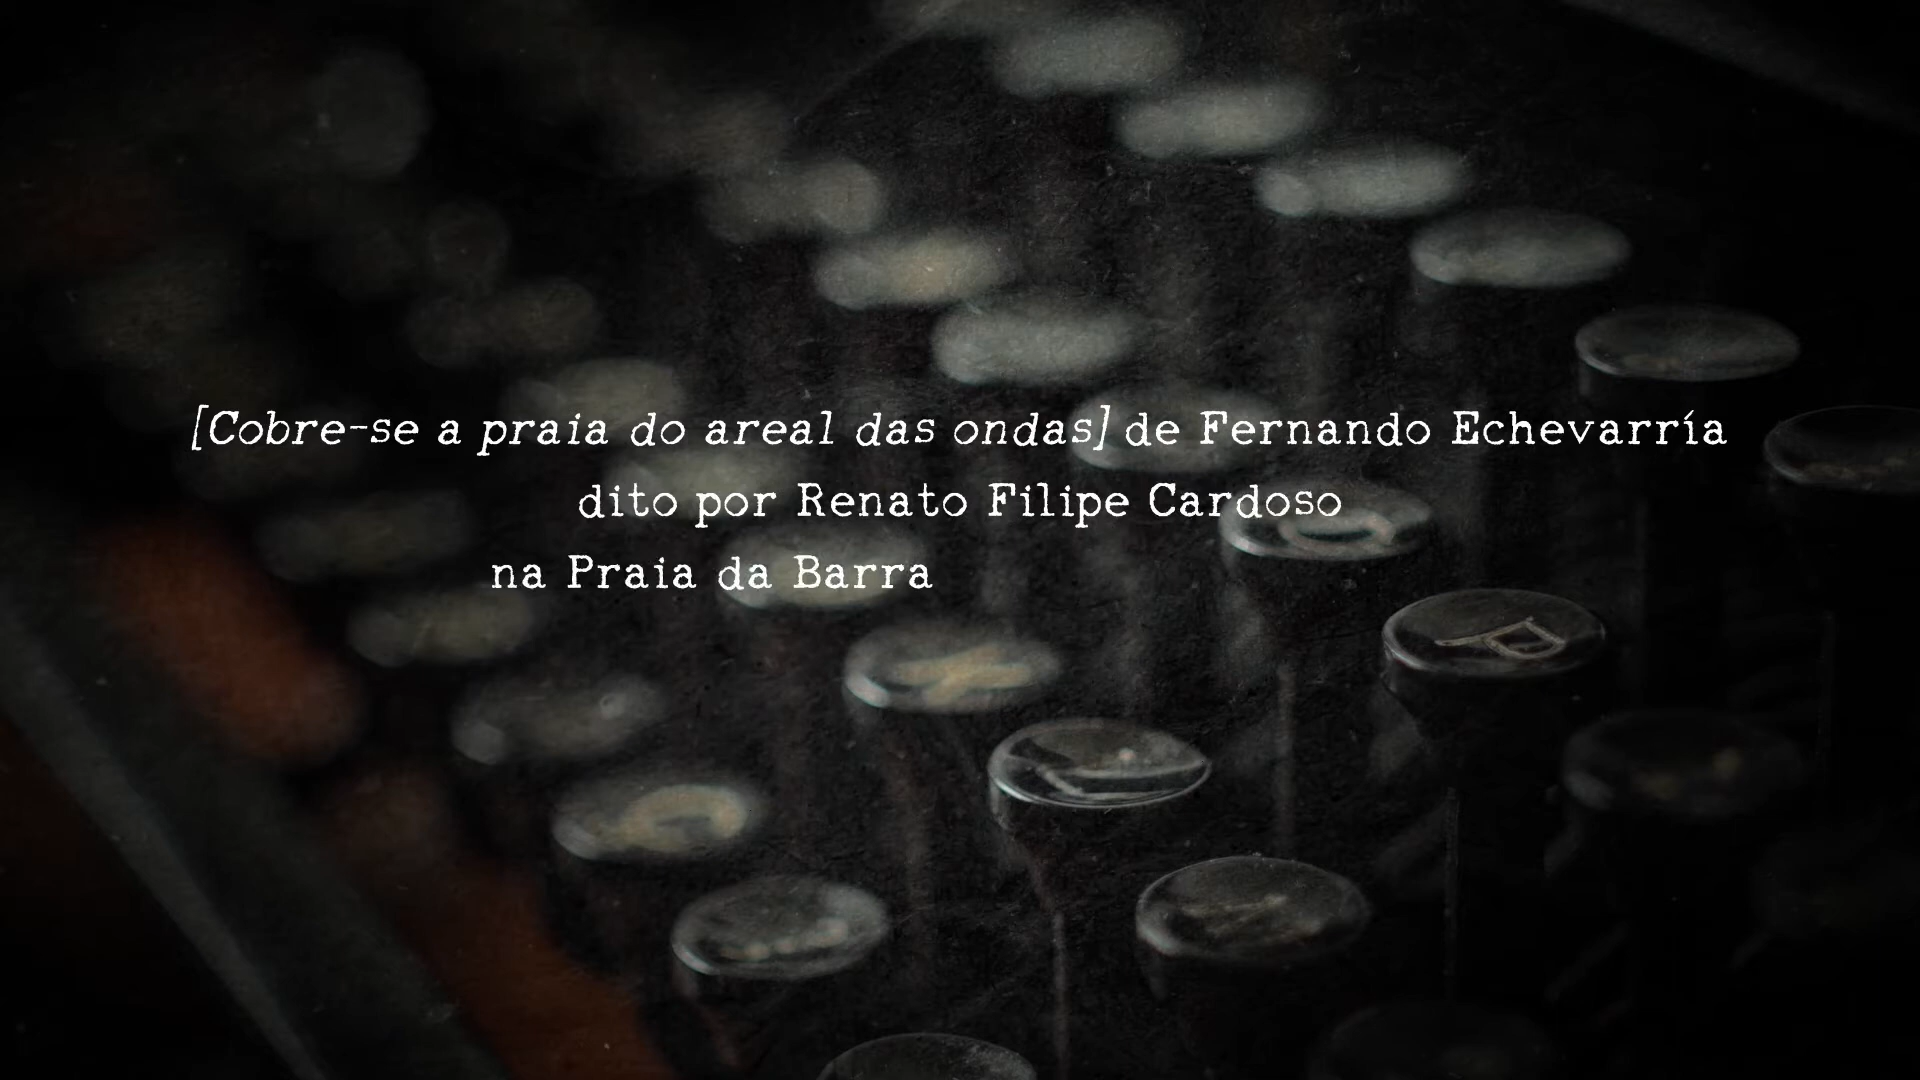 [Cobre-se a praia do areal das ondas] de Fernando Echevarría
dito por Renato Filipe Cardoso
na Praia da Barra
P